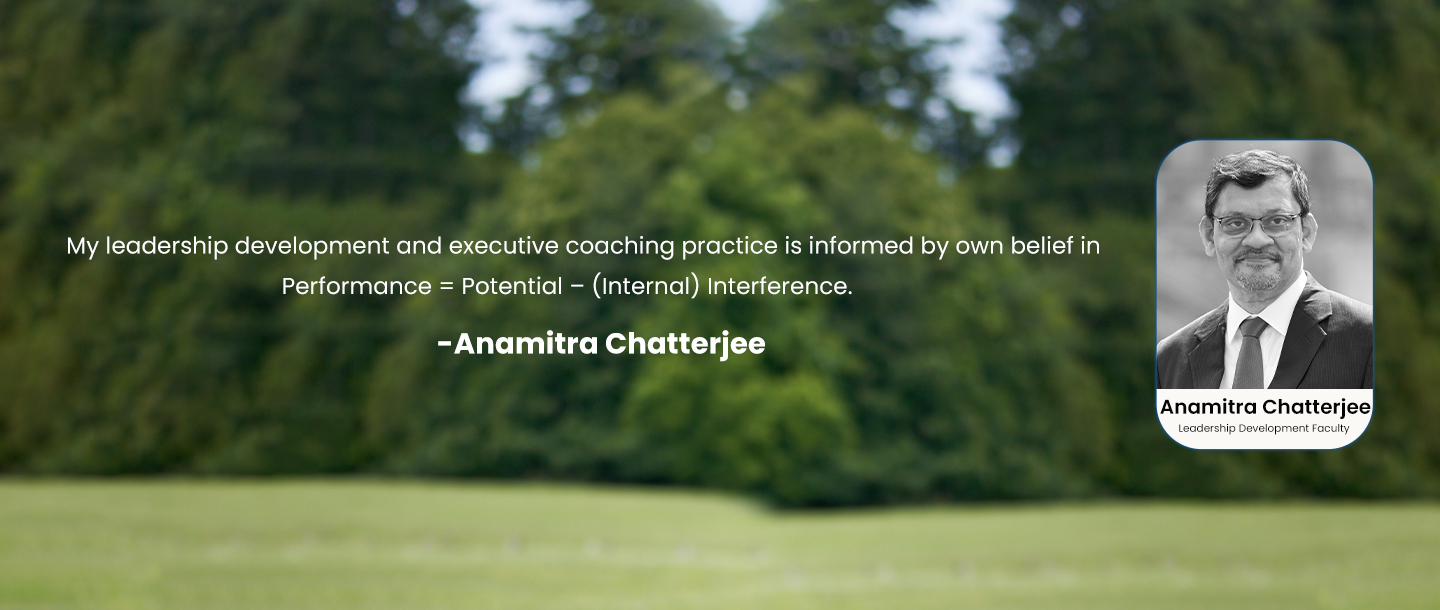 My leadership development and executive coaching practice is informed by own belief in
Performance = Potential – (Internal) Interference.
-Anamitra Chatterjee
Anamitra Chatterjee
Leadership Development Faculty